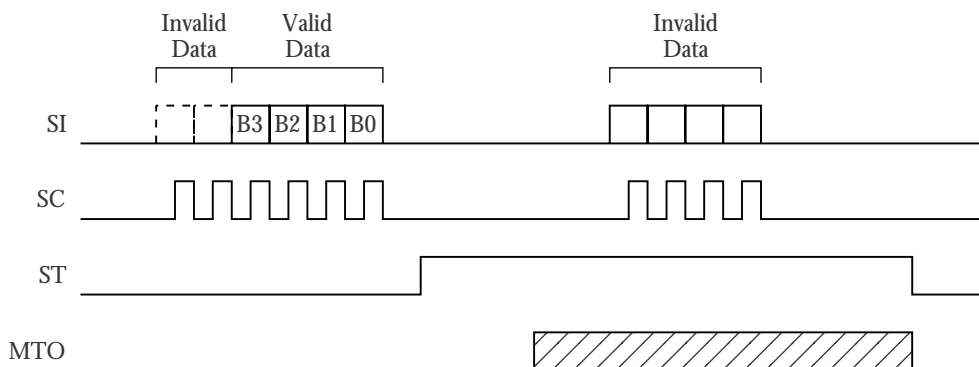 Invalid Data
Valid Data
Invalid Data
SI
B3 B2 B1 B0
SC
ST
MTO